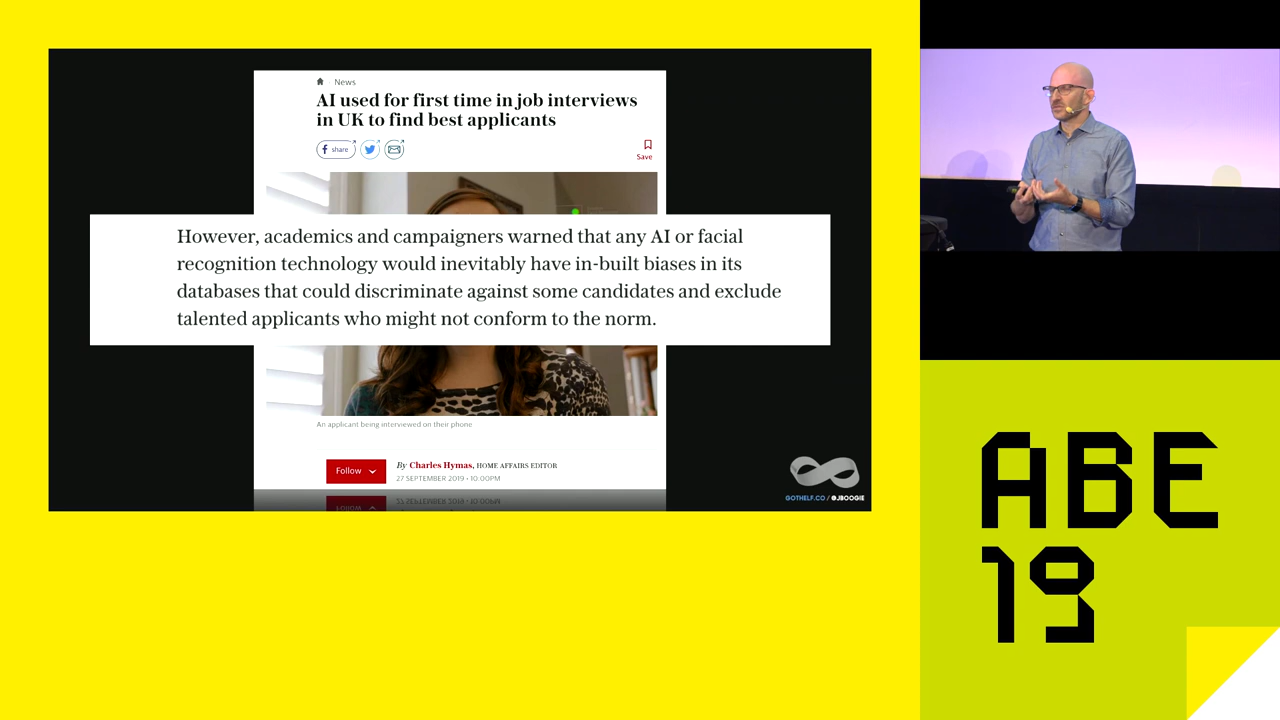 News
AI used for first time in job interviews
in UK to find best applicants
share
Save
However, academics and campaigners warned that any AI or facial
recognition technology would inevitably have in-built biases in its
databases that could discriminate against some candidates and exclude
talented applicants who might not conform to the norm.
An applicant being interviewed on their phone
Follow
By Charles Hymas, HOME AFFAIRS EDITOR
27 SEPTEMBER 2019 • 10:00PM
GOTHELF.CO / @JBOOGIE
ABE
19